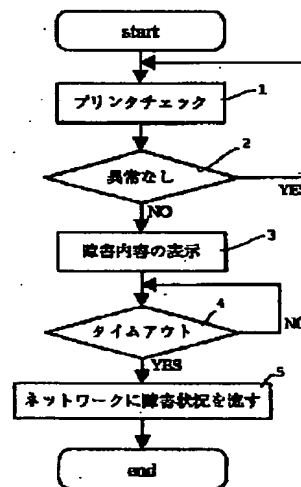 start
プリンタチェック
1
異常なし
2
YES
NO
障害内容の表示
3
タイムアウト
4
NO
YES
ネットワークに障害状況を流す
5
end